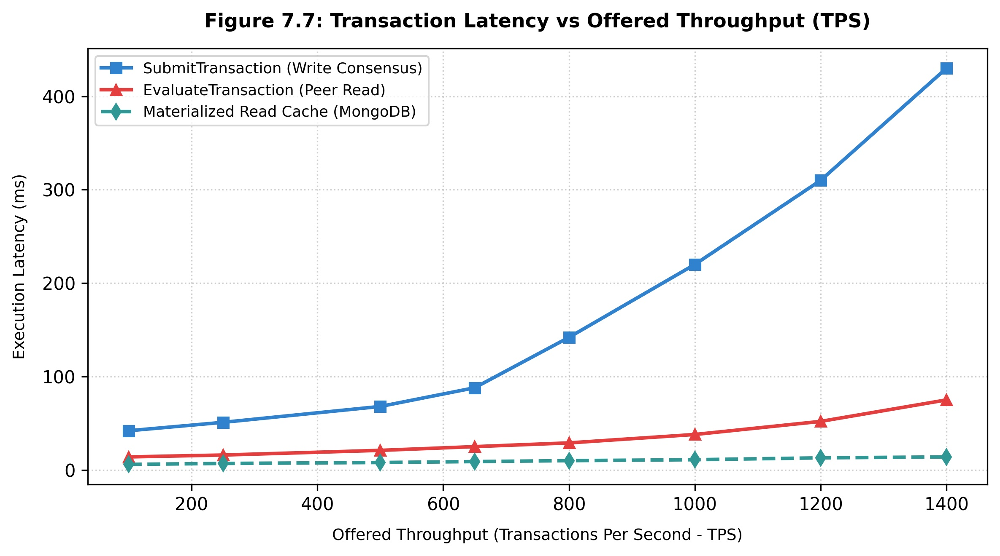 Figure 7.7: Transaction Latency vs Offered Throughput (TPS)
SubmitTransaction (Write Consensus)
EvaluateTransaction (Peer Read)
Materialized Read Cache (MongoDB)
Execution Latency (ms)
400
300
200
100
0
200 400 600 800 1000 1200 1400
Offered Throughput (Transactions Per Second - TPS)